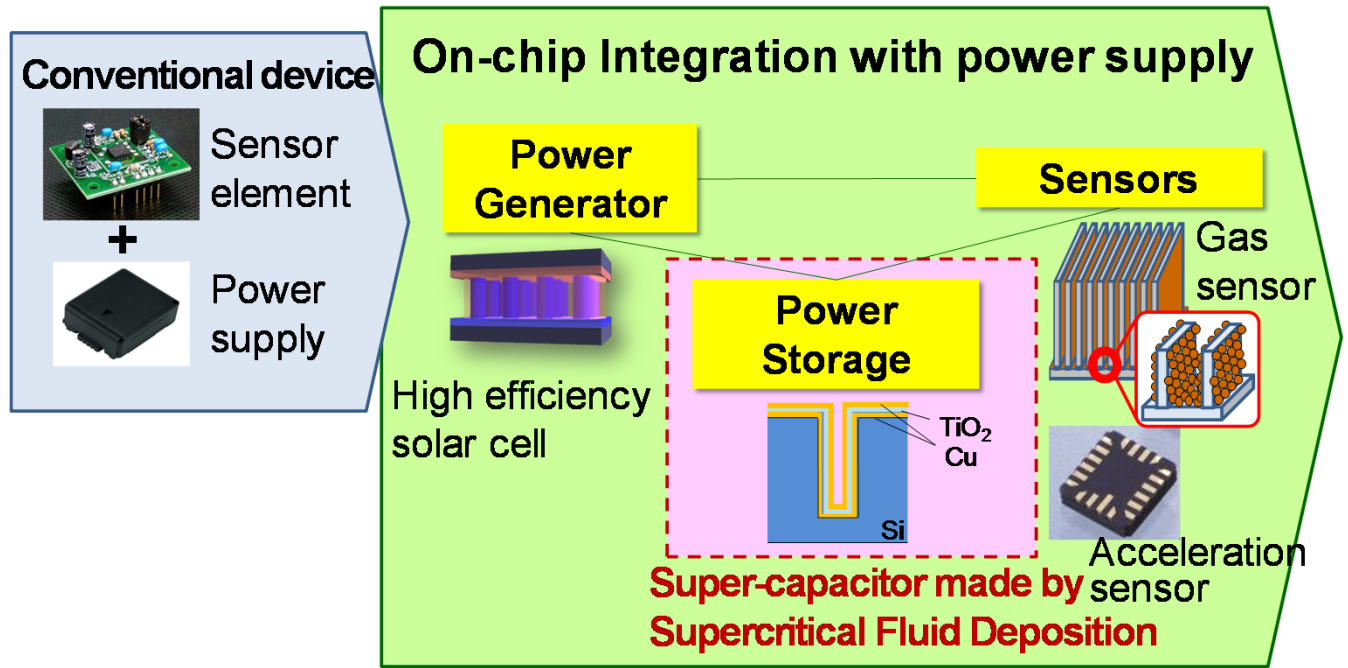 Conventional device
Sensor
element
+
Power
supply
On-chip Integration with power supply
Power
Generator
Sensors
High efficiency
solar cell
Power
Storage
TiO₂
Cu
Si
Gas
sensor
Acceleration
sensor
Super-capacitor made by
Supercritical Fluid Deposition